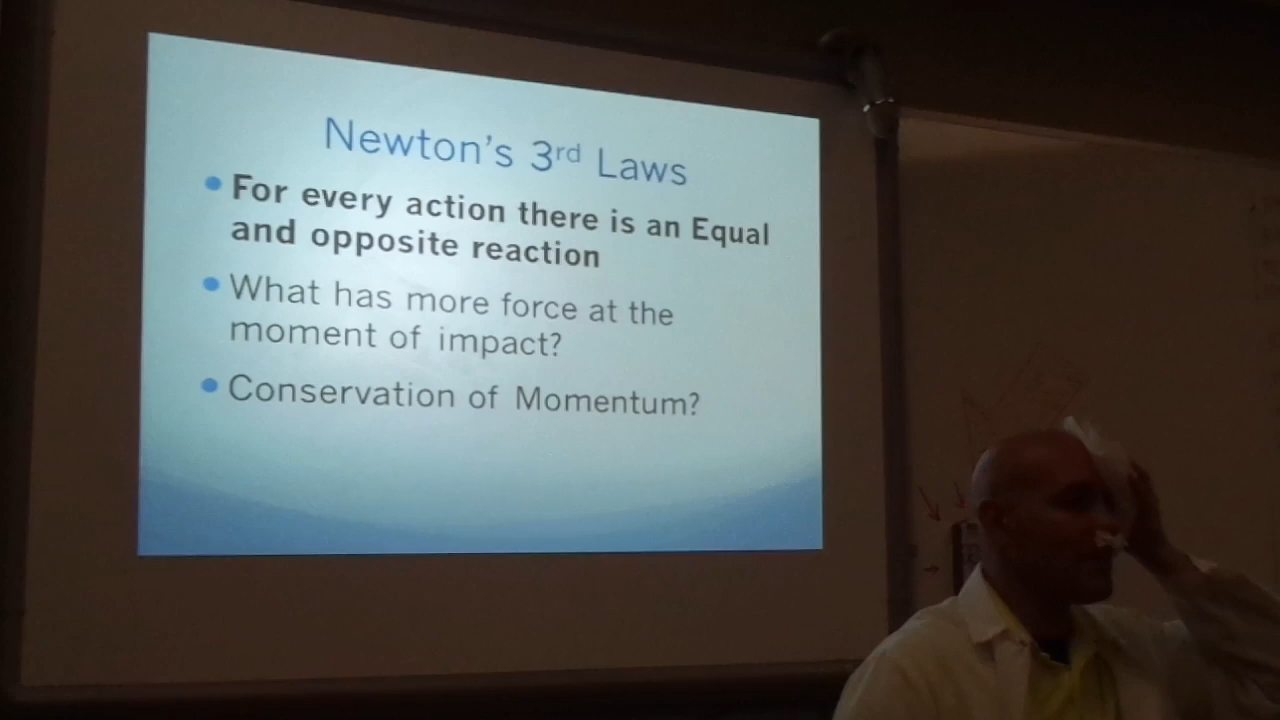 Newton's 3rd Laws
For every action there is an Equal
and opposite reaction
What has more force at the
moment of impact?
Conservation of Momentum?